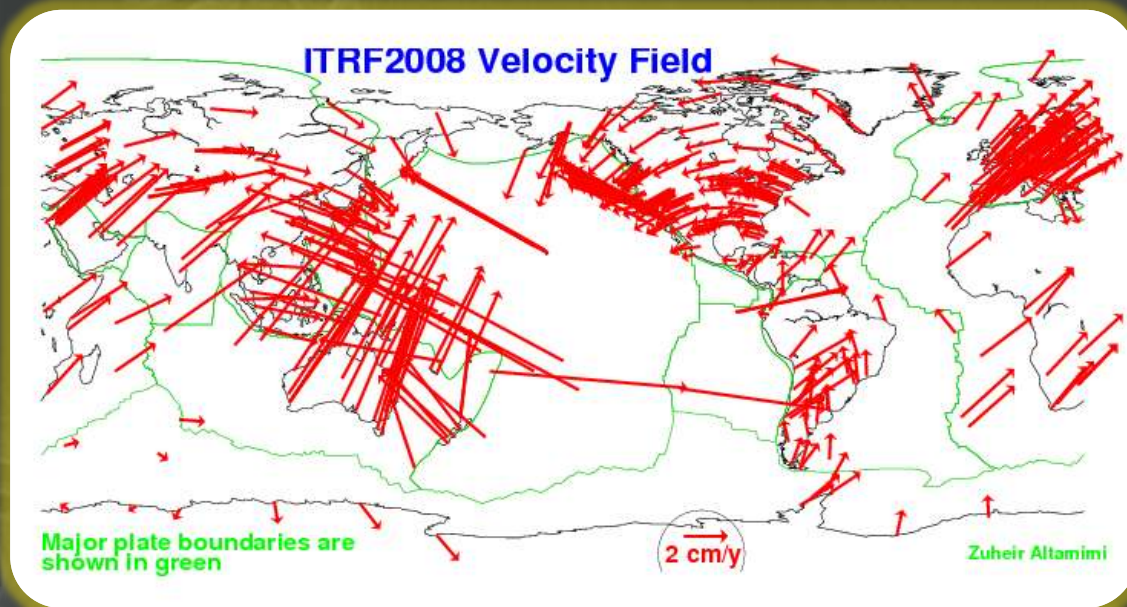 ITRF2008 Velocity Field
Major plate boundaries are
shown in green
2 cm/y
Zuheir Altamimi